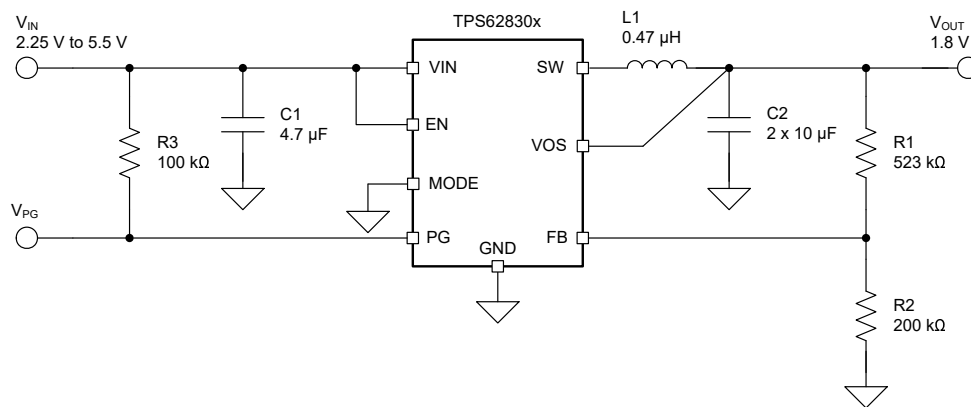 TPS62830x
VIN
2.25 V to 5.5 V
L1
0.47 µH
VOUT
1.8 V
VIN
SW
C1
4.7 µF
EN
R3
100 kΩ
VOS
C2
2 x 10 µF
R1
523 kΩ
MODE
VPG
PG
GND
FB
R2
200 kΩ